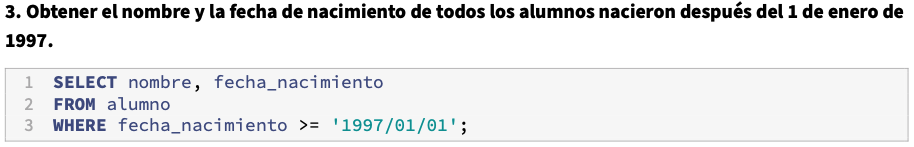 3. Obtener el nombre y la fecha de nacimiento de todos los alumnos nacieron después del 1 de enero de
1997.
1 SELECT nombre, fecha_nacimiento
2 FROM alumno
3 WHERE fecha_nacimiento >= '1997/01/01';